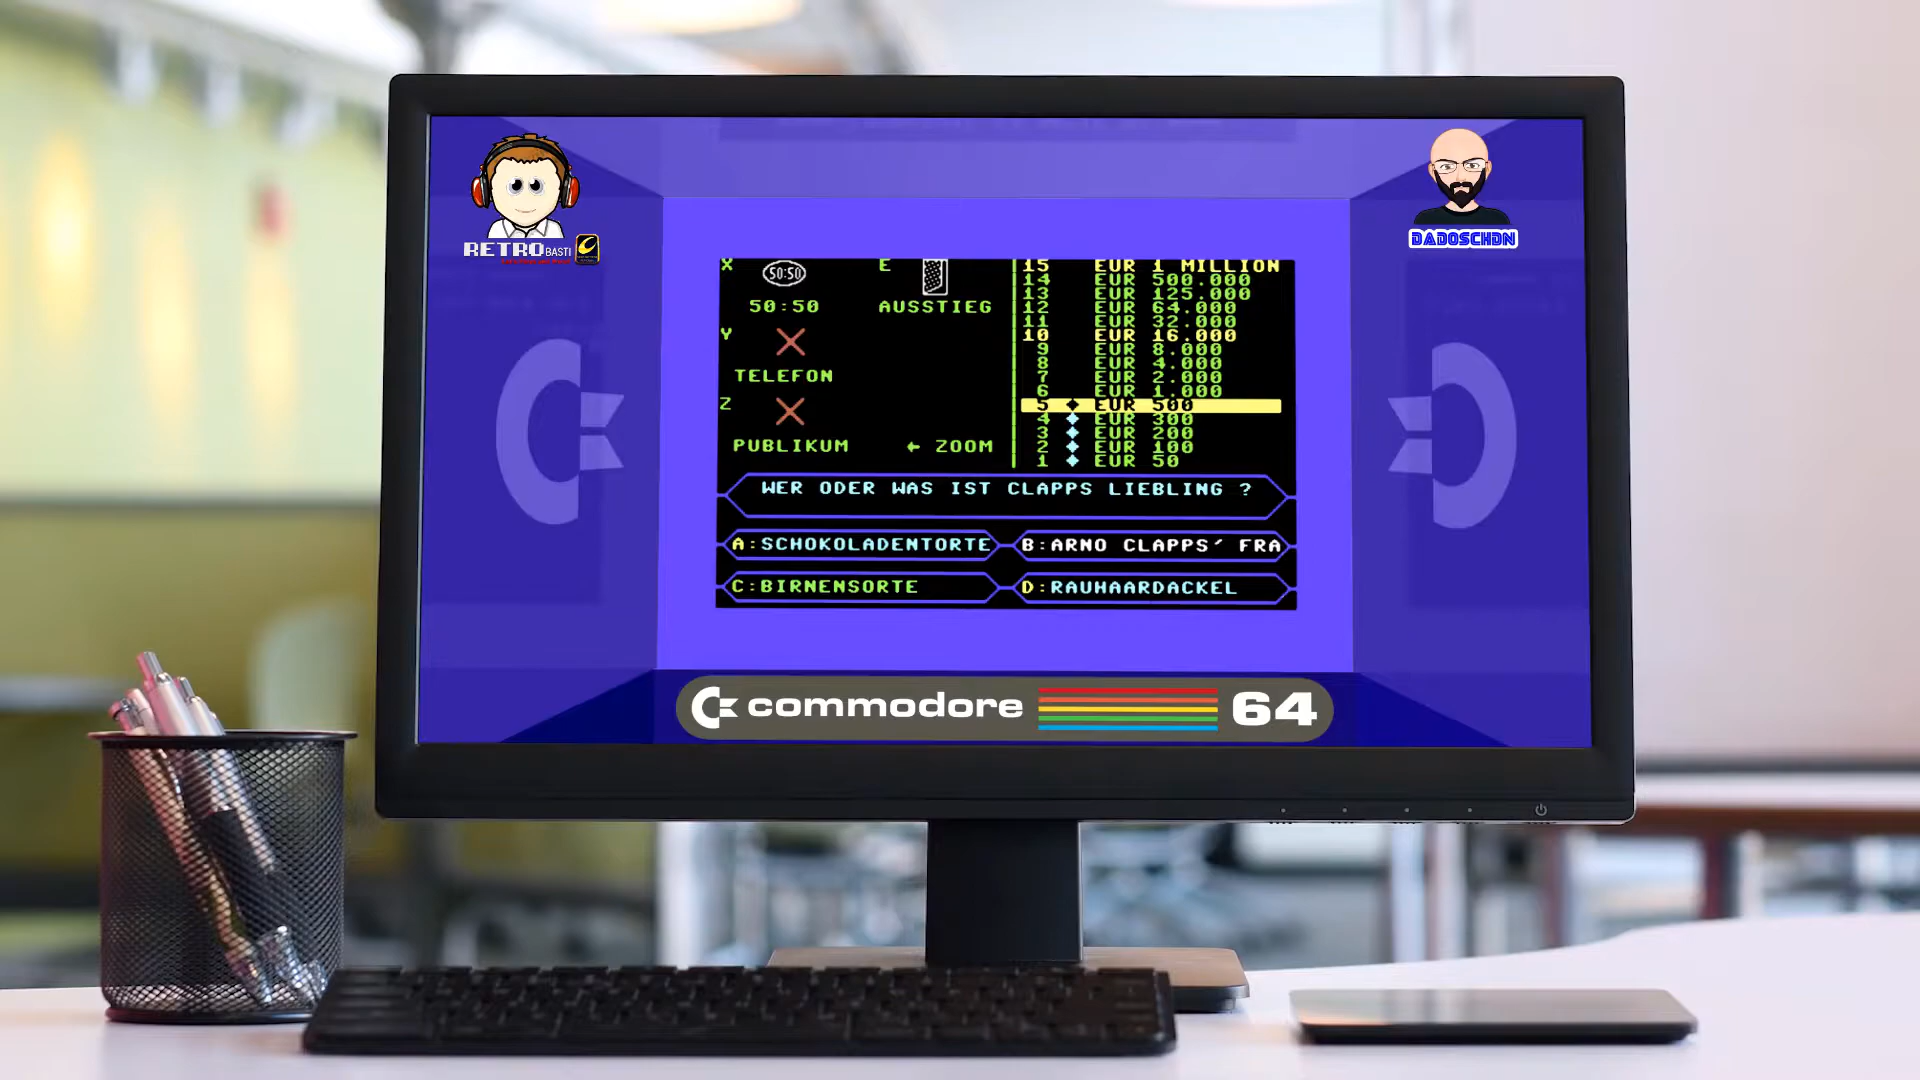 RETRO BASTI
DADOSCHDN
X 50:50 E
50:50 AUSSTIEG
Y
TELEFON
Z
PUBLIKUM ← ZOOM
15 EUR 1 MILLION
14 EUR 500.000
13 EUR 125.000
12 EUR 64.000
11 EUR 32.000
10 EUR 16.000
9 EUR 8.000
8 EUR 4.000
7 EUR 2.000
6 EUR 1.000
5 ◆ EUR 500
4 ◆ EUR 300
3 ◆ EUR 200
2 ◆ EUR 100
1 ◆ EUR 50
WER ODER WAS IST CLAPPS LIEBLING ?
A:SCHOKOLADENTORTE B:ARNO CLAPPS´ FRA
C:BIRNENSORTE D:RAUHAARDACKEL
commodore 64